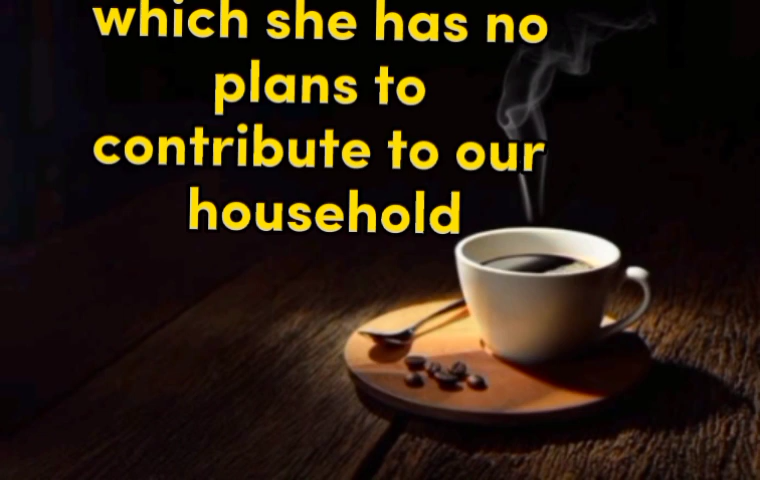 which she has no
plans to
contribute to our
household